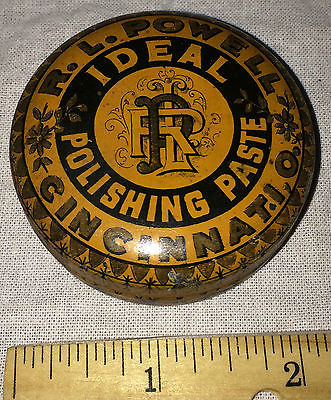 R. L. POWELL
IDEAL
RLP
POLISHING PASTE
CINCINNATI, O.
1 2